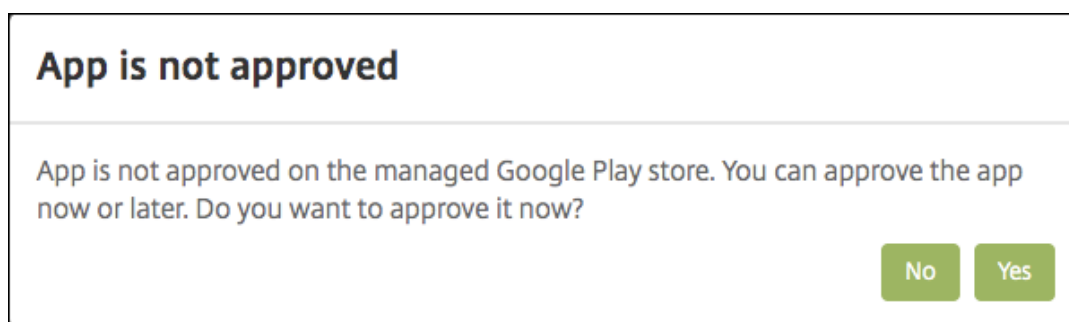 App is not approved
App is not approved on the managed Google Play store. You can approve the app
now or later. Do you want to approve it now?
No Yes